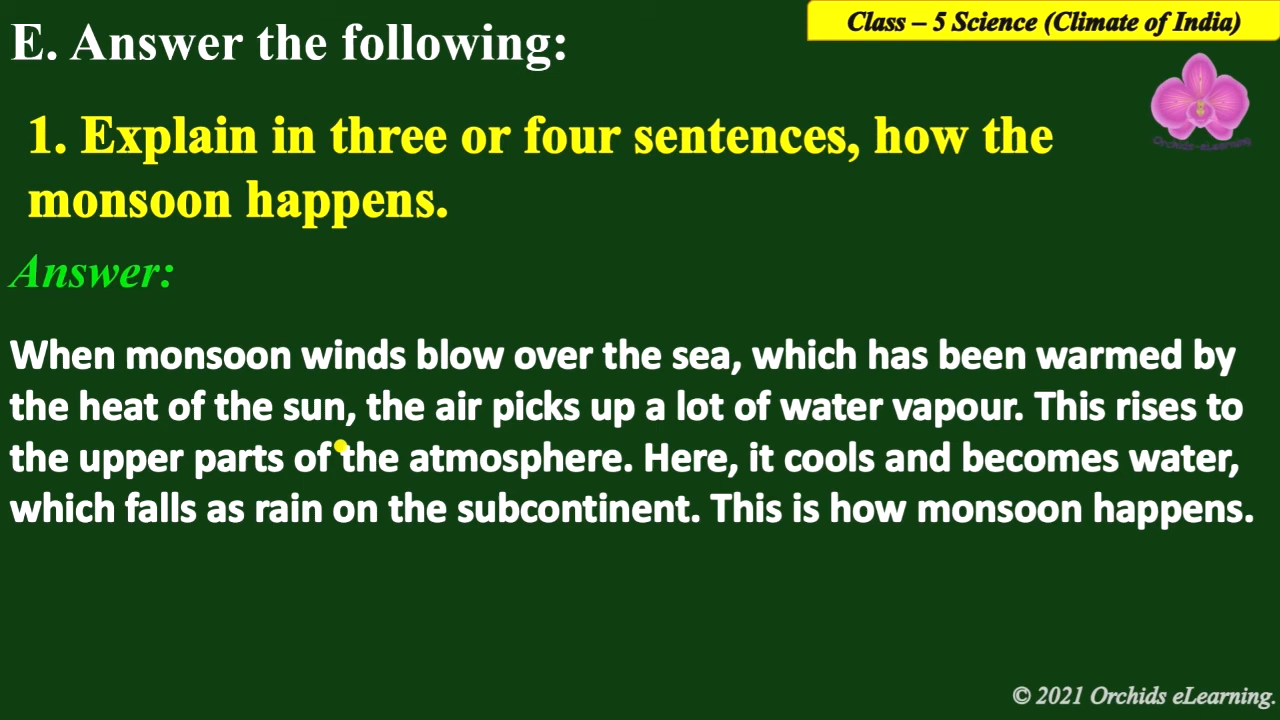 Class – 5 Science (Climate of India)
E. Answer the following:
Orchids-eLearning
1. Explain in three or four sentences, how the
monsoon happens.
Answer:
When monsoon winds blow over the sea, which has been warmed by
the heat of the sun, the air picks up a lot of water vapour. This rises to
the upper parts of the atmosphere. Here, it cools and becomes water,
which falls as rain on the subcontinent. This is how monsoon happens.
© 2021 Orchids eLearning.